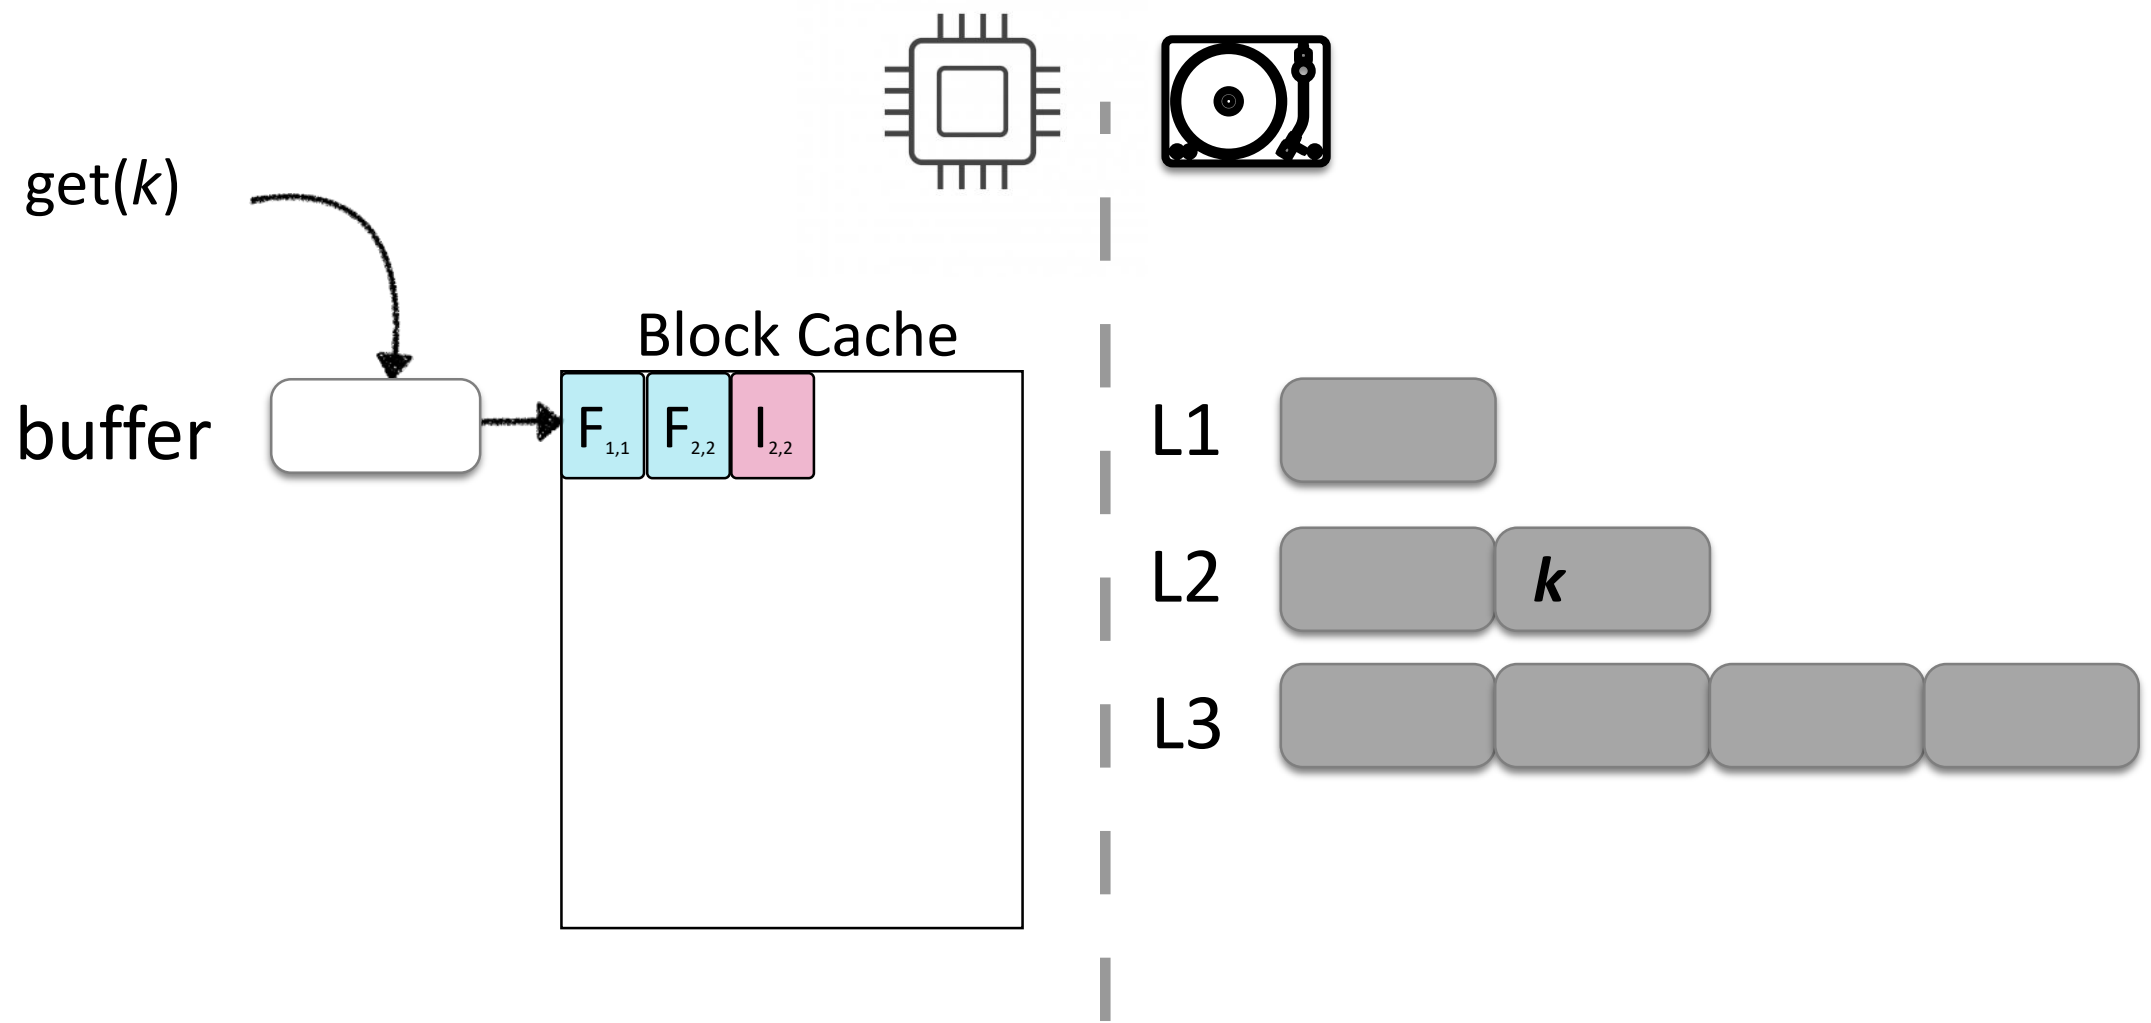 get(k)
Block Cache
buffer
F1,1 F2,2 I2,2
L1
L2 k
L3